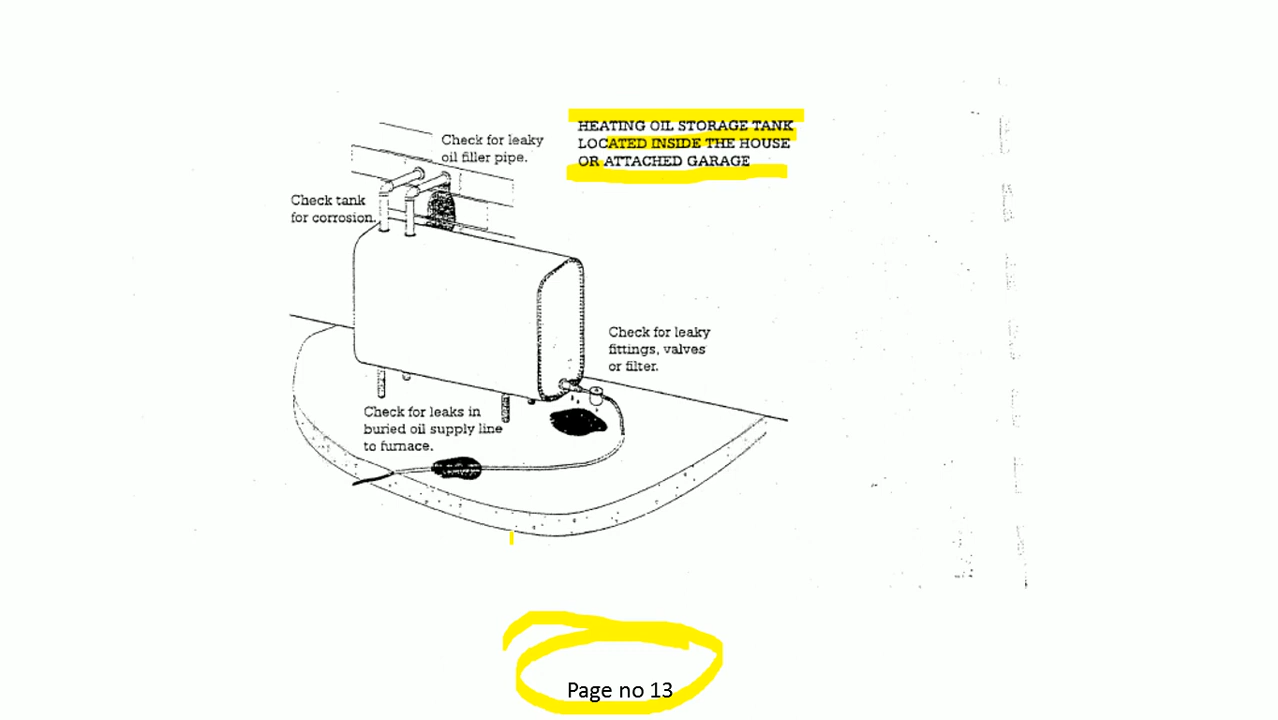 HEATING OIL STORAGE TANK
LOCATED INSIDE THE HOUSE
OR ATTACHED GARAGE
Check for leaky
oil filler pipe.
Check tank
for corrosion.
Check for leaky
fittings, valves
or filter.
Check for leaks in
buried oil supply line
to furnace.
Page no 13